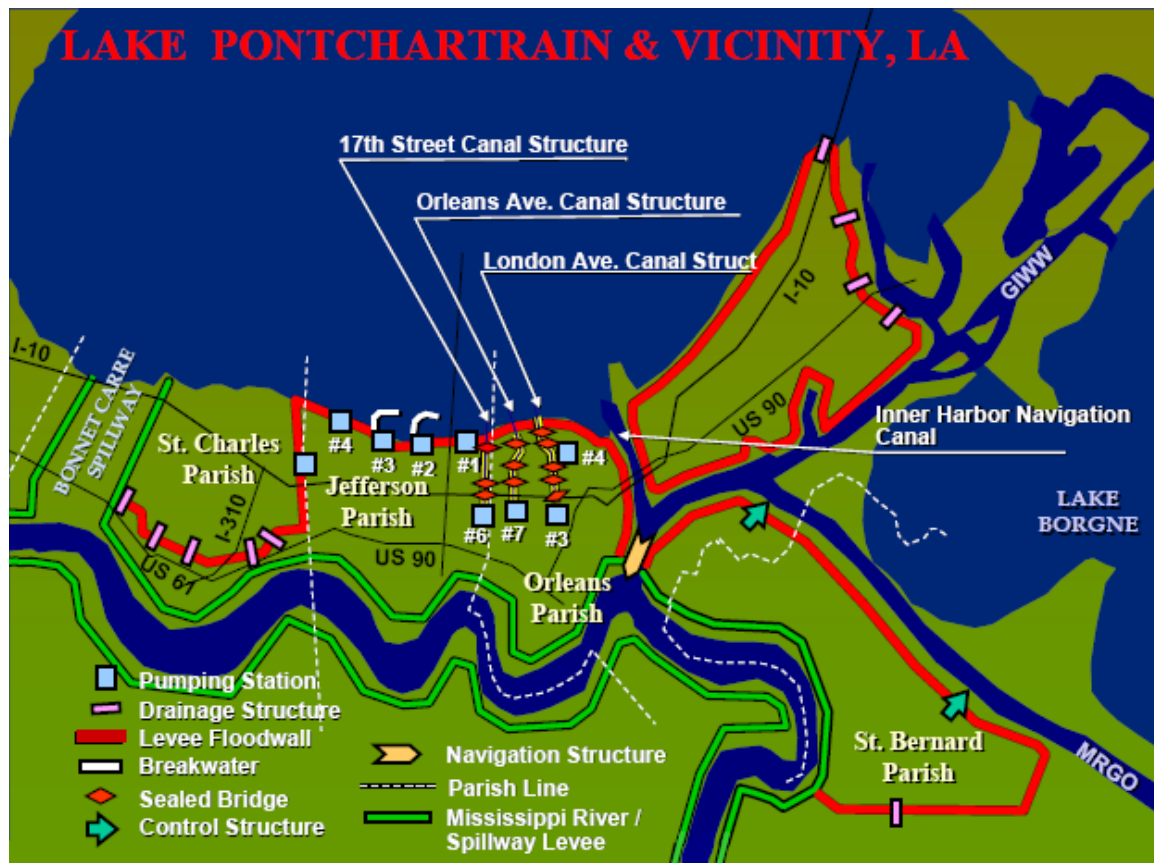 LAKE PONTCHARTRAIN & VICINITY, LA
17th Street Canal Structure
Orleans Ave. Canal Structure
London Ave. Canal Struct
I-10
GIWW
I-10
BONNET CARRE
SPILLWAY
US 90
Inner Harbor Navigation
Canal
St. Charles
Parish
#4
#3
#2
#1
#4
Jefferson
Parish
LAKE
BORGNE
I-310
#6
#7
#3
US 61
US 90
Orleans
Parish
Pumping Station
Drainage Structure
Levee Floodwall
Breakwater
Sealed Bridge
Control Structure
Navigation Structure
Parish Line
Mississippi River /
Spillway Levee
St. Bernard
Parish
MRGO